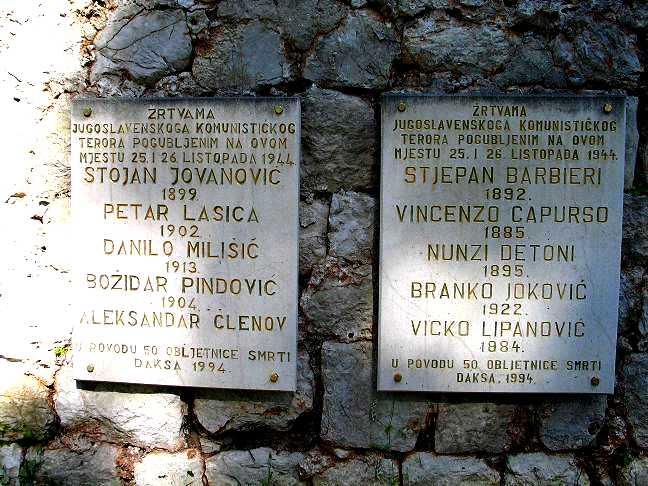 ŽRTVAMA
JUGOSLAVENSKOGA KOMUNISTIČKOG
TERORA POGUBLJENIM NA OVOM
MJESTU 25. I 26. LISTOPADA 1944.
STOJAN JOVANOVIĆ
1899.
PETAR LASICA
1902.
DANILO MILIŠIĆ
1913.
BOŽIDAR PINDOVIĆ
1904.
ALEKSANDAR ČLENOV
U POVODU 50 OBLJETNICE SMRTI
DAKSA 1994.
ŽRTVAMA
JUGOSLAVENSKOGA KOMUNISTIČKOG
TERORA POGUBLJENIM NA OVOM
MJESTU 25. I 26. LISTOPADA 1944.
STJEPAN BARBIERI
1892.
VINCENZO CAPURSO
1885.
NUNZI DETONI
1895.
BRANKO JOKOVIĆ
1922.
VICKO LIPANOVIĆ
1984.
U POVODU 50 OBLJETNICE SMRTI
DAKSA, 1994.